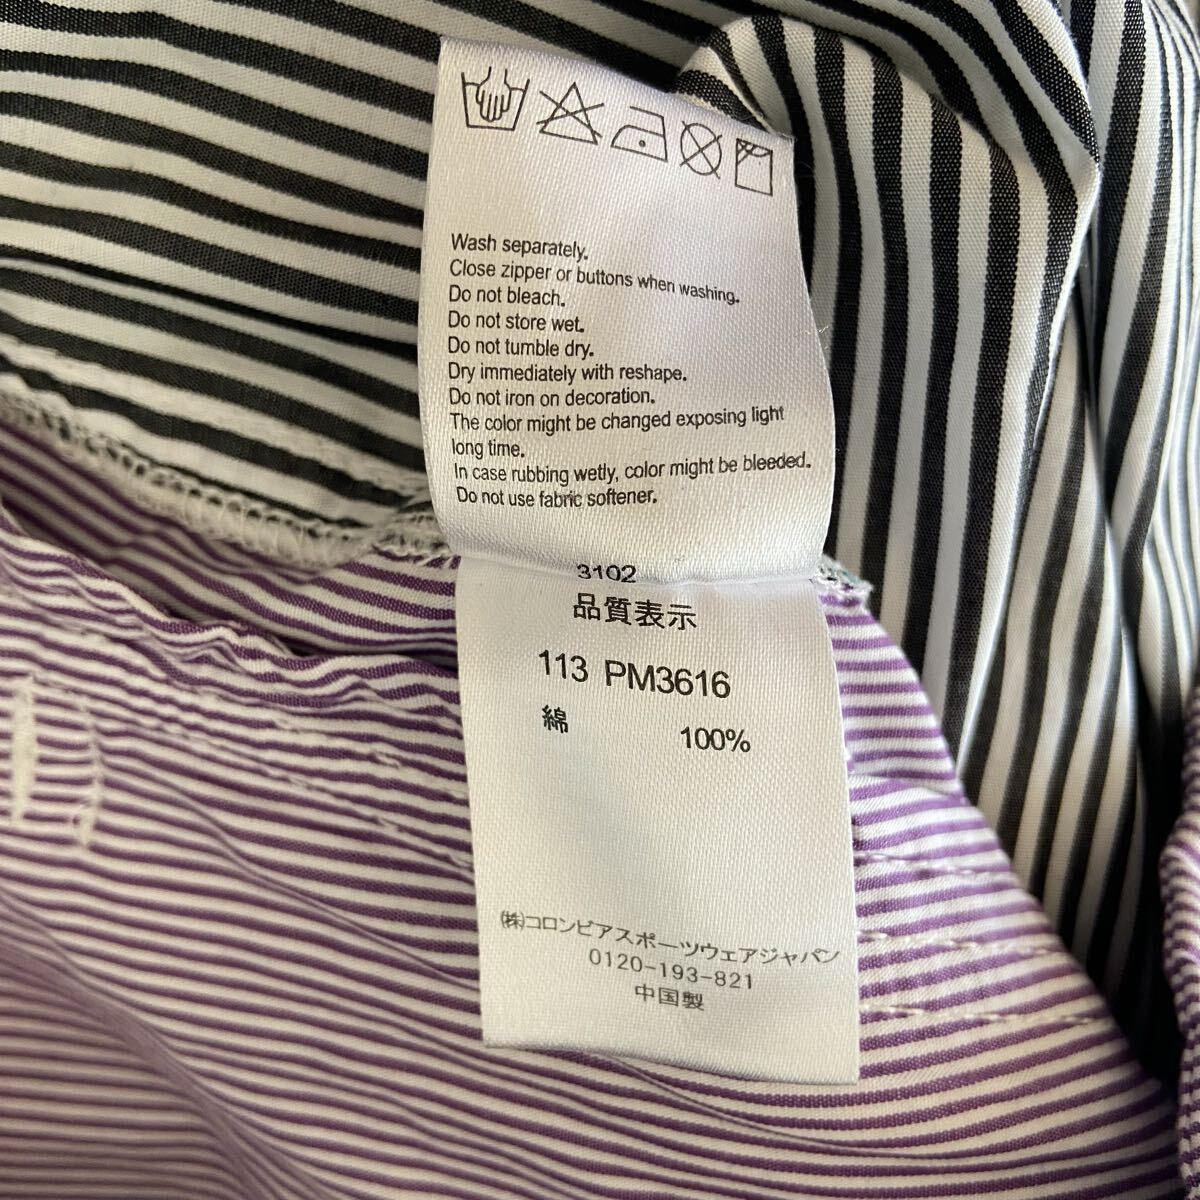 Wash separately.
Close zipper or buttons when washing.
Do not bleach.
Do not store wet.
Do not tumble dry.
Dry immediately with reshape.
Do not iron on decoration.
The color might be changed exposing light
long time.
In case rubbing wetly, color might be bleeded.
Do not use fabric softener.
3102
品質表示
113 PM3616
綿 100%
(株)コロンビアスポーツウェアジャパン
0120-193-821
中国製